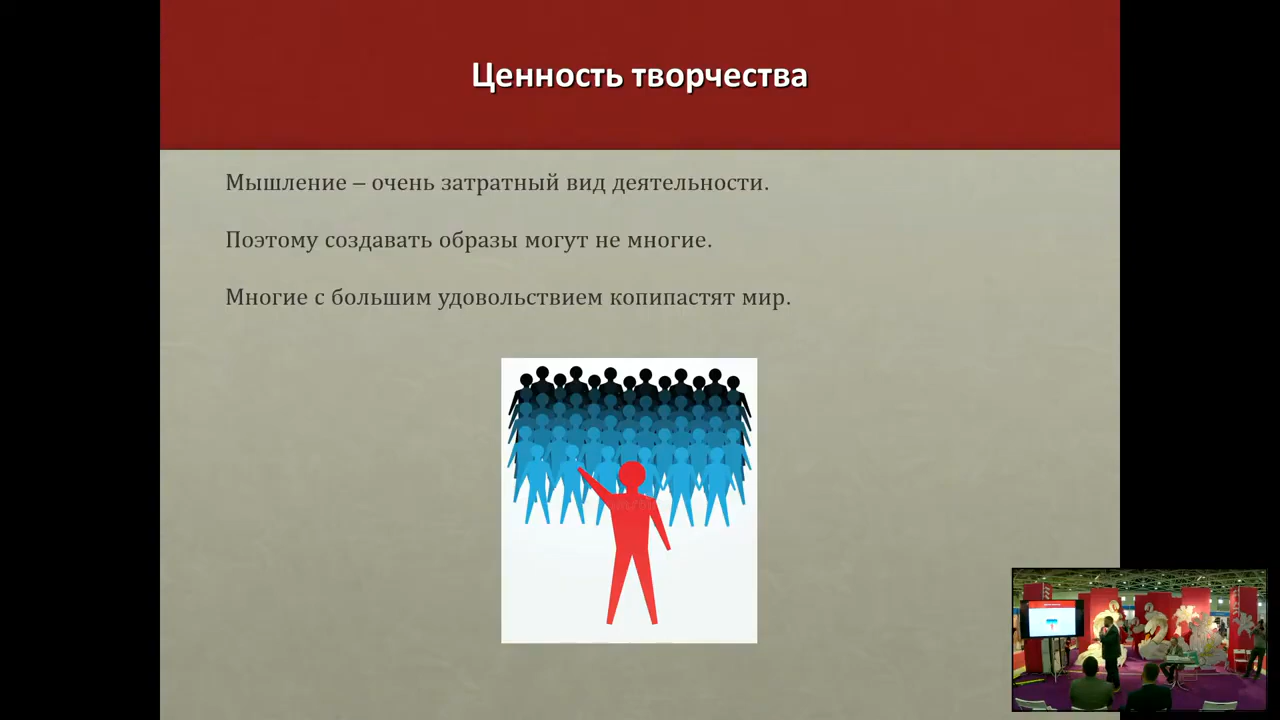 Ценность творчества
Мышление – очень затратный вид деятельности.
Поэтому создавать образы могут не многие.
Многие с большим удовольствием копипастят мир.